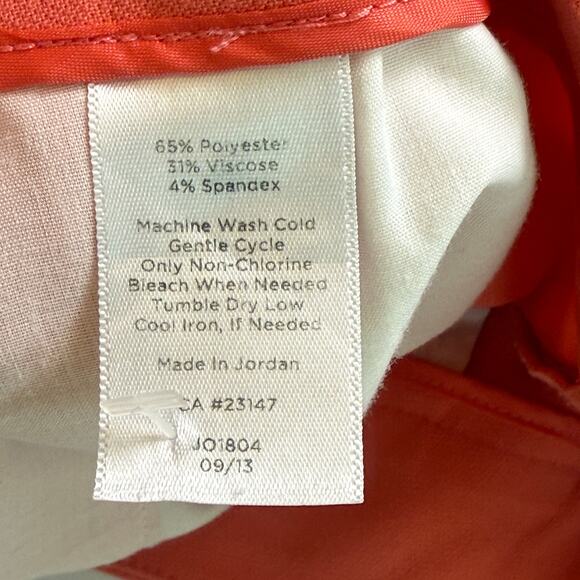 65% Polyester
31% Viscose
4% Spandex
Machine Wash Cold
Gentle Cycle
Only Non-Chlorine
Bleach When Needed
Tumble Dry Low
Cool Iron, If Needed
Made In Jordan
CA #23147
JO1804
09/13